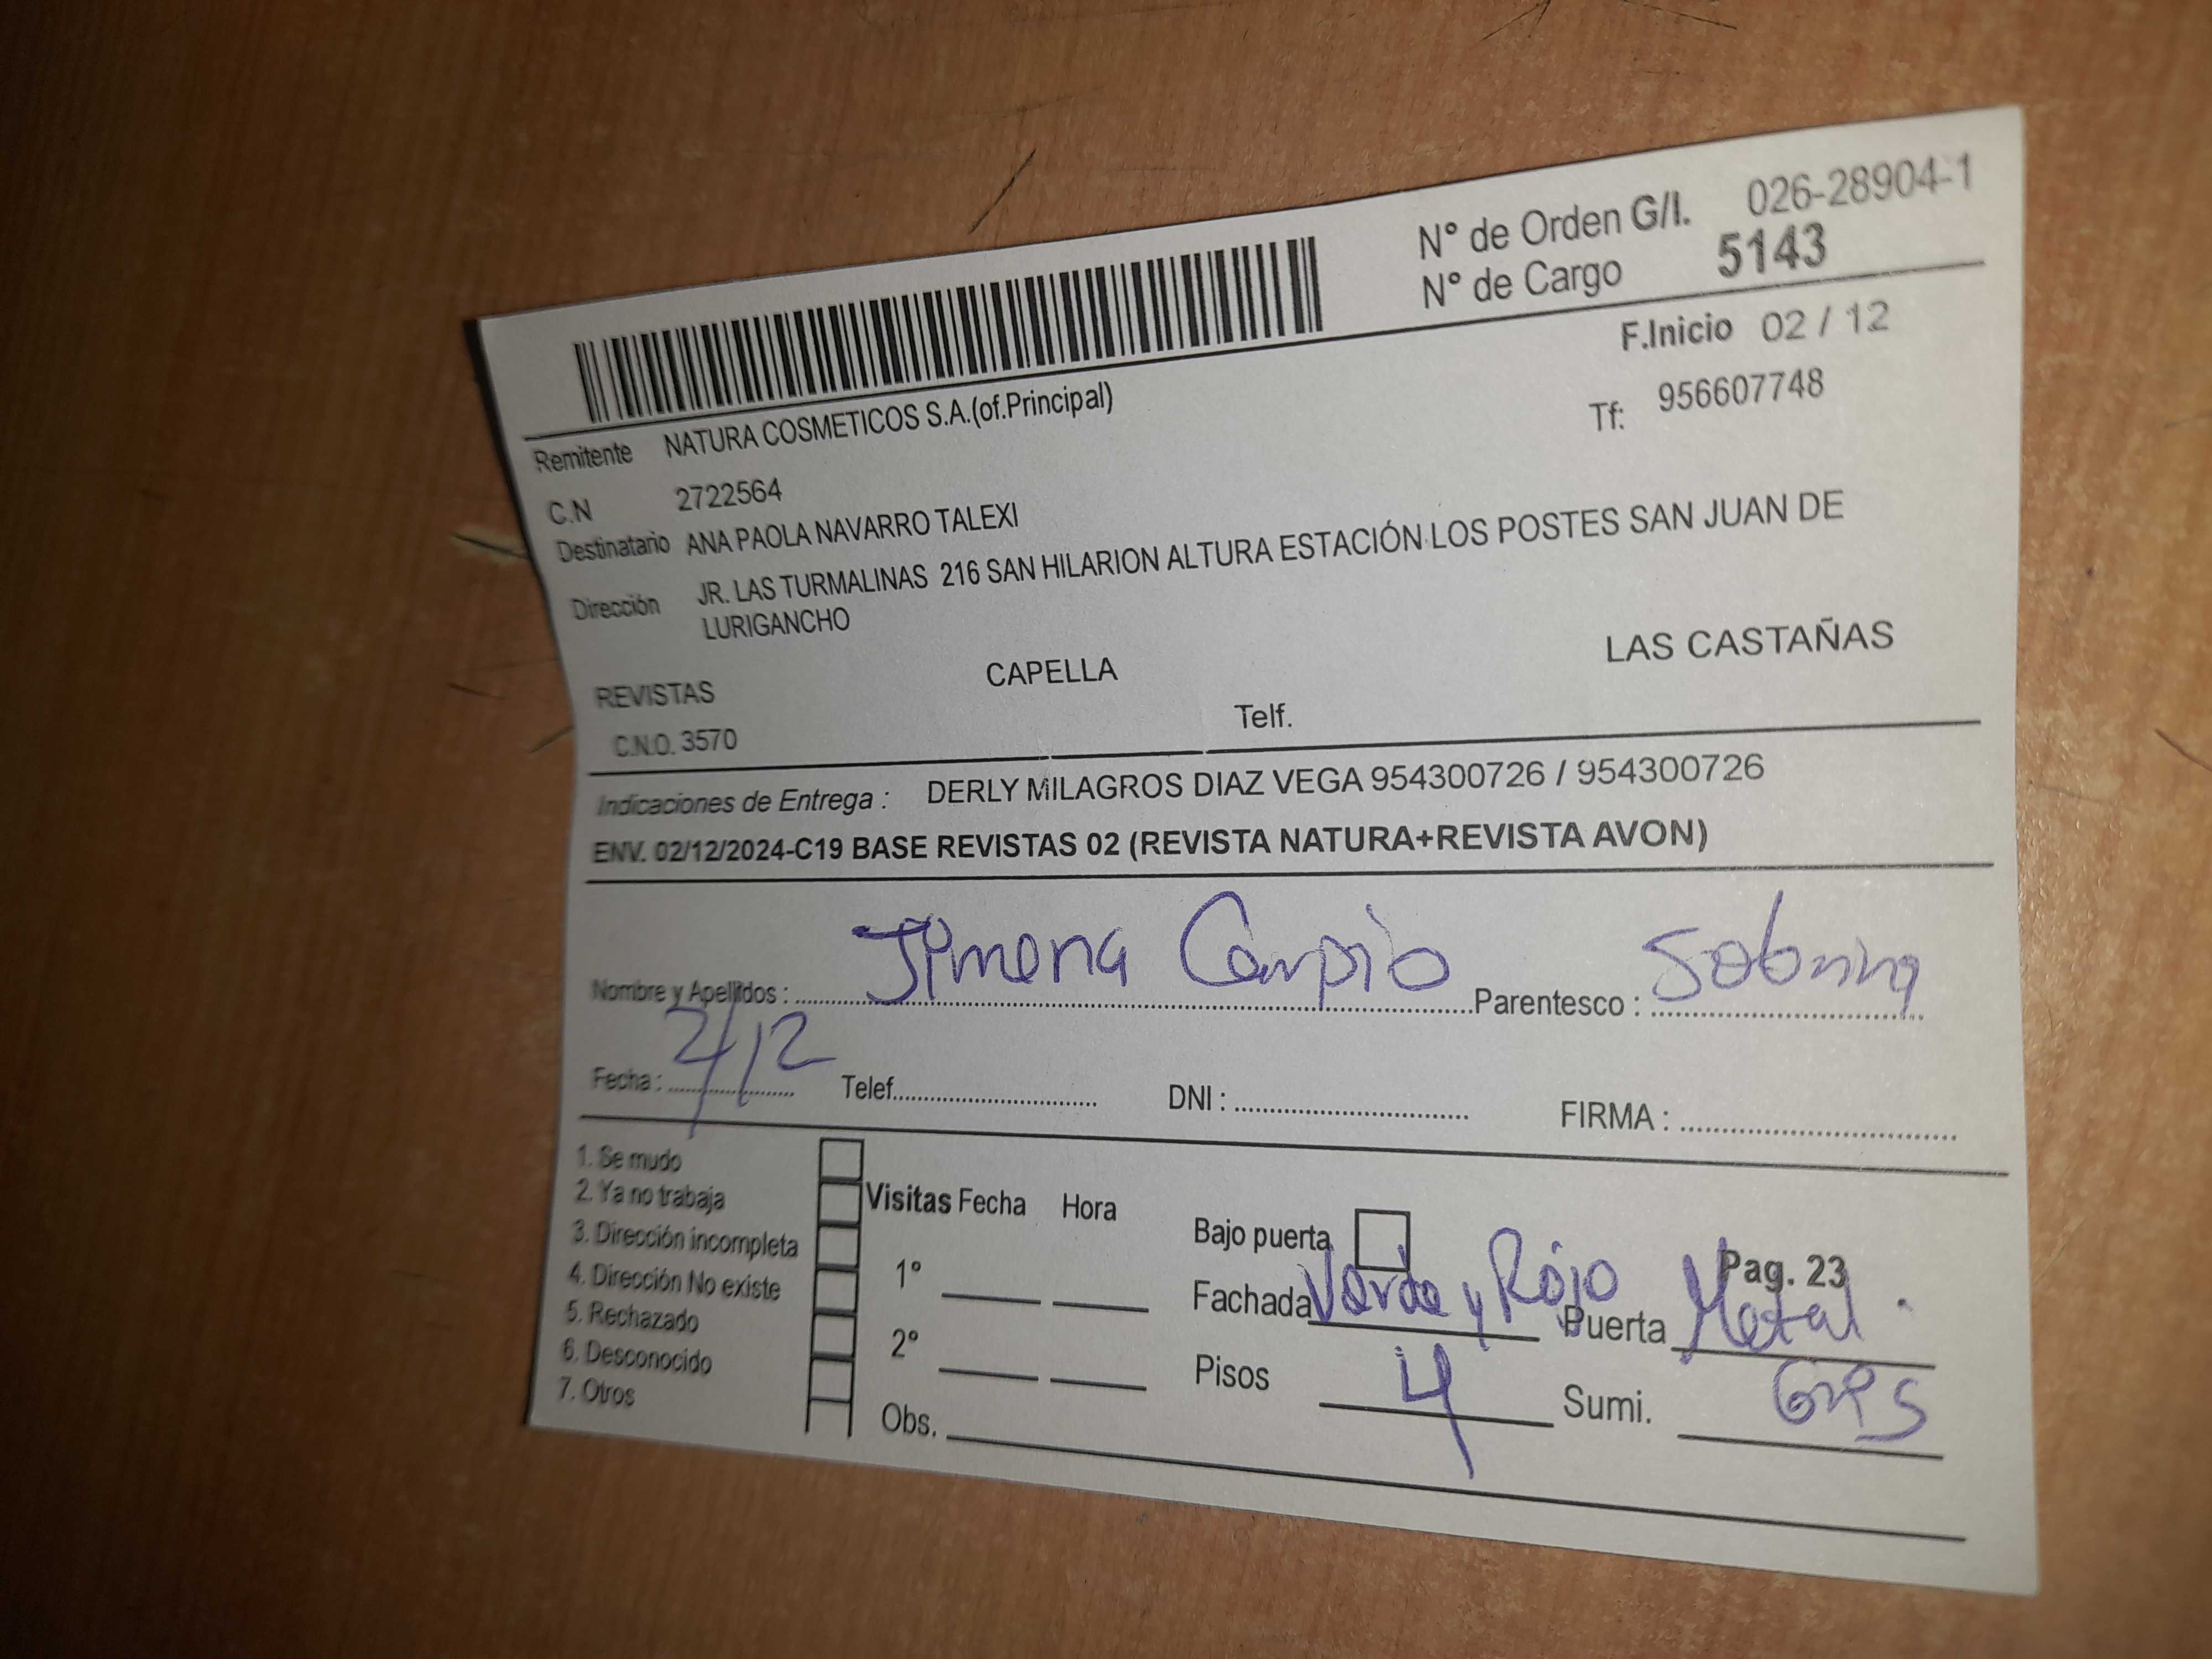 N° de Orden G/I. 026-28904-1
N° de Cargo 5143
F.Inicio 02 / 12
Remitente NATURA COSMETICOS S.A.(of.Principal)
Tf: 956607748
C.N 2722564
Destinatario ANA PAOLA NAVARRO TALEXI
Dirección JR. LAS TURMALINAS 216 SAN HILARION ALTURA ESTACIÓN LOS POSTES SAN JUAN DE
LURIGANCHO
REVISTAS CAPELLA LAS CASTAÑAS
C.N.O. 3570 Telf.
Indicaciones de Entrega : DERLY MILAGROS DIAZ VEGA 954300726 / 954300726
ENV. 02/12/2024-C19 BASE REVISTAS 02 (REVISTA NATURA+REVISTA AVON)
Nombre y Apellidos : Jimena Carpio Parentesco : Sobrina
Fecha : 2/12 Telef. DNI : FIRMA :
1. Se mudo
2. Ya no trabaja
3. Dirección incompleta
4. Dirección No existe
5. Rechazado
6. Desconocido
7. Otros
Visitas Fecha Hora
1°
2°
Obs.
Bajo puerta Pag. 23
Fachada Verde y Rojo Puerta Metal.
Pisos 4 Sumi. GPS